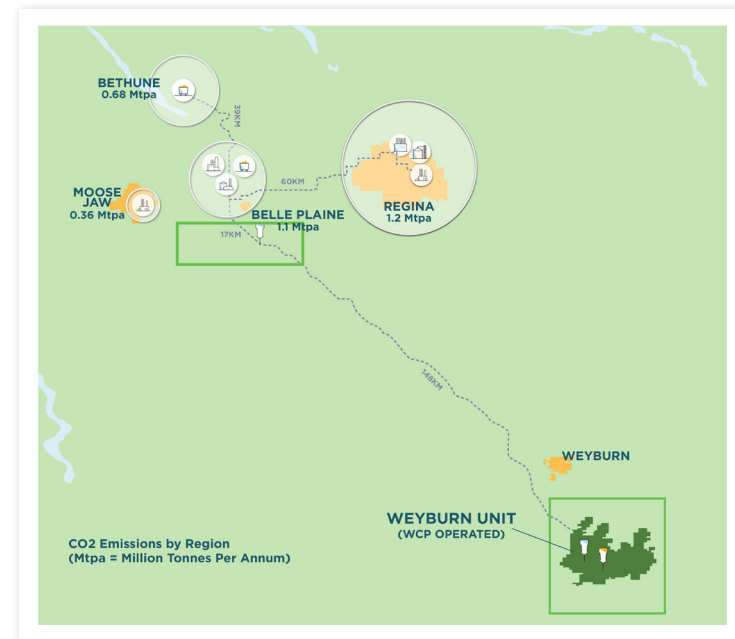 BETHUNE
0.68 Mtpa
39KM
60KM
MOOSE
JAW
0.36 Mtpa
BELLE PLAINE
1.1 Mtpa
REGINA
1.2 Mtpa
17KM
148KM
WEYBURN
WEYBURN UNIT
(WCP OPERATED)
CO2 Emissions by Region
(Mtpa = Million Tonnes Per Annum)